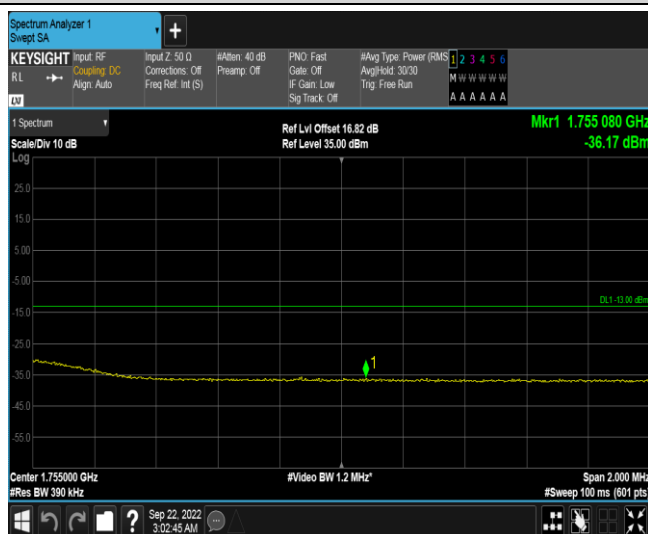 Spectrum Analyzer 1
Swept SA
KEYSIGHT Input: RF Input Z: 50 Ω #Atten: 40 dB PNO: Fast #Avg Type: Power (RMS 1 2 3 4 5 6
RL Coupling: DC Corrections: Off Preamp: Off Gate: Off Avg|Hold: 30/30 M W W W W W
Align: Auto Freq Ref: Int (S) IF Gain: Low Trig: Free Run
LXI Sig Track: Off A A A A A A
1 Spectrum Ref Lvl Offset 16.82 dB Mkr1 1.755 080 GHz
Scale/Div 10 dB Ref Level 35.00 dBm -36.17 dBm
Log
25.0
15.0
5.00
-5.00
DL1 -13.00 dBm
-15.0
-25.0
1
-35.0
-45.0
-55.0
Center 1.755000 GHz #Video BW 1.2 MHz* Span 2.000 MHz
#Res BW 390 kHz #Sweep 100 ms (601 pts)
Sep 22, 2022
3:02:45 AM